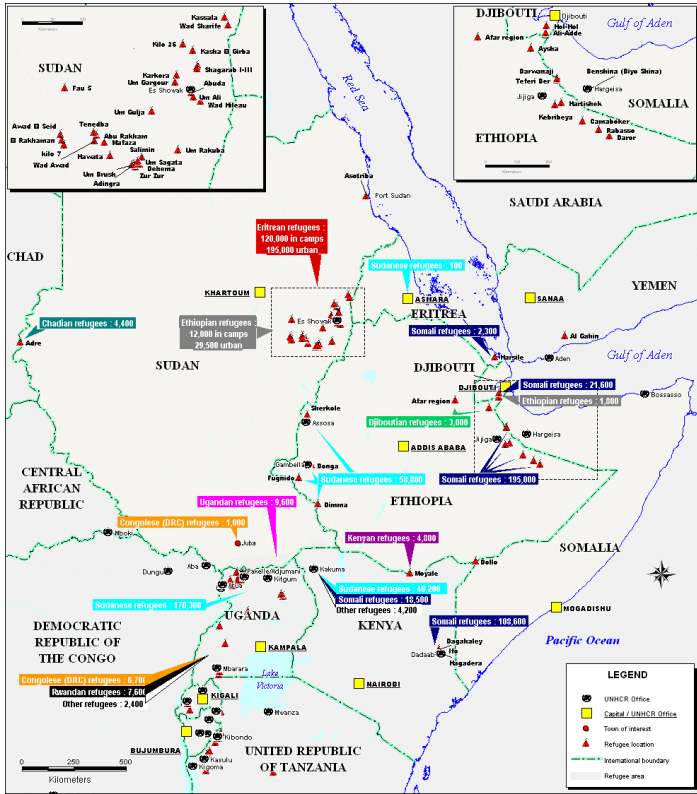 Kassala
Wad Sharife
Kilo 26
Kasha El Girba
Shagarab I-III
Karkora
Um Gargour
Abuda
Es Showak
Fau 5
Um Ali
Wad Hileau
Um Gulja
Awad El Seid
Tenedba
El Rakhaman
Abu Rakham
Mafaza
kilo 7
Salimin
Um Rakuba
Wad Awad
Hawata
Um Sagata
Um Brush
Dehema
Adingra
Zur Zur
SUDAN
Kilometers
DJIBOUTI
Djibouti
Gulf of Aden
Hol-Hol
Ali-Adde
Afar region
Aysha
Darwanaji
Teferi Ber
Benshina (Biyo Shina)
Hargeisa
Jijiga
Hartishek
SOMALIA
Kebribeya
Camaboker
Rabasso
Daror
ETHIOPIA
Red Sea
Asotriba
Port Sudan
SAUDI ARABIA
CHAD
Eritrean refugees :
120,000 in camps
195,000 urban
Sudanese refugees : 100
KHARTOUM
ASMARA
SANAA
YEMEN
ERITREA
Ethiopian refugees :
12,000 in camps
29,500 urban
Es Showak
Chadian refugees : 4,400
Adre
Somali refugees : 2,300
Al Gahin
Harsile
Aden
Gulf of Aden
SUDAN
DJIBOUTI
DJIBOUTI
Somali refugees : 21,600
Ethiopian refugees : 1,000
Bossasso
Afar region
Sherkole
Assosa
Djiboutian refugees : 3,000
Jijiga
Hargeisa
ADDIS ABABA
CENTRAL
AFRICAN
REPUBLIC
Gambella
Bonga
Fugnido
Sudanese refugees : 58,800
Somali refugees : 195,000
Ugandan refugees : 9,600
Dimma
ETHIOPIA
Congolese (DRC) refugees : 1,000
Mboki
Juba
Kenyan refugees : 4,000
SOMALIA
Dungu
Aba
Pakelle/Adjumani
Kitgum
Kakuma
Moyale
Dollo
Sudanese refugees : 170,300
Sudanese refugees : 48,200
Somali refugees : 18,500
Other refugees : 4,200
MOGADISHU
UGANDA
KENYA
Somali refugees : 108,600
DEMOCRATIC
REPUBLIC OF
THE CONGO
KAMPALA
Dagahaley
Ifo
Dadaab
Hagadera
Pacific Ocean
Mbarara
Congolese (DRC) refugees : 6,700
Rwandan refugees : 7,600
Other refugees : 2,400
Lake
Victoria
NAIROBI
KIGALI
Mwanza
BUJUMBURA
Kibondo
Kasulu
Kigoma
UNITED REPUBLIC
OF TANZANIA
0 250 500
Kilometers
LEGEND
UNHCR Office
Capital / UNHCR Office
Town of interest
Refugee location
International boundary
Refugee area